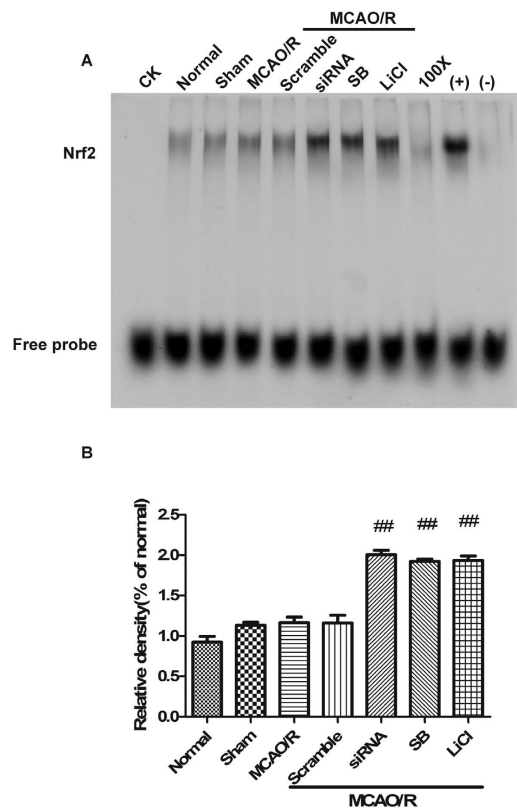 MCAO/R
A
CK Normal Sham MCAO/R Scramble siRNA SB LiCl 100X (+) (-)
Nrf2
Free probe
B
Relative density(% of normal)
2.5
2.0
1.5
1.0
0.5
0.0
## ## ##
Normal Sham MCAO/R Scramble siRNA SB LiCl
MCAO/R